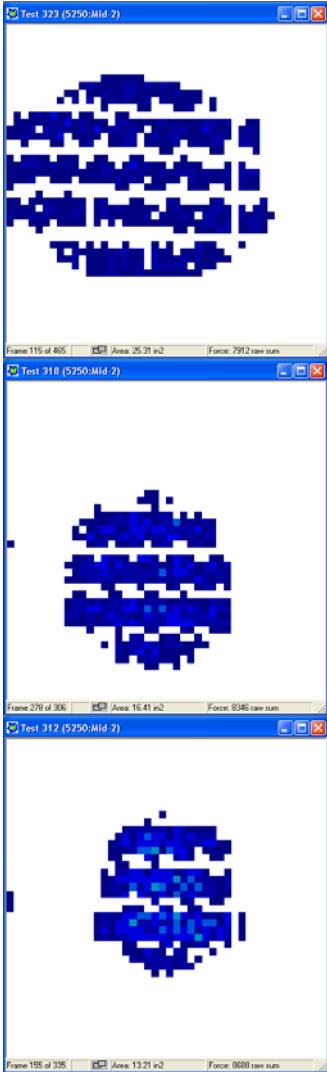 Test 323 (5250:Mid-2)
Frame 115 of 465 Area: 25.31 in2 Force: 7912 raw sum
Test 318 (5250:Mid-2)
Frame 278 of 306 Area: 16.41 in2 Force: 8346 raw sum
Test 312 (5250:Mid-2)
Frame 155 of 335 Area: 13.21 in2 Force: 8680 raw sum